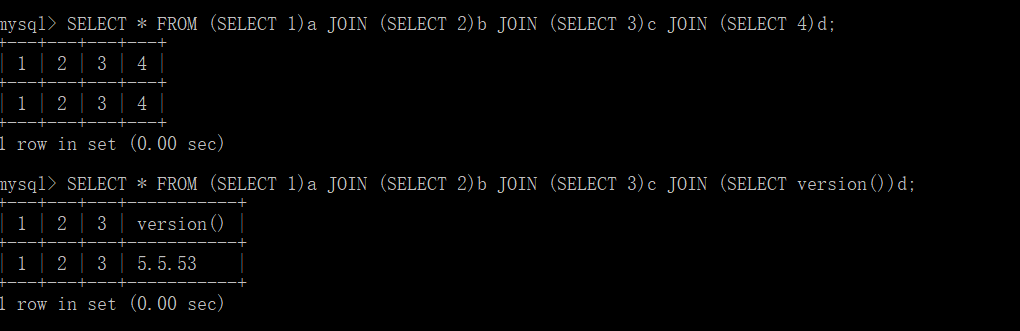 mysql> SELECT * FROM (SELECT 1)a JOIN (SELECT 2)b JOIN (SELECT 3)c JOIN (SELECT 4)d;
+---+---+---+---+
| 1 | 2 | 3 | 4 |
+---+---+---+---+
| 1 | 2 | 3 | 4 |
+---+---+---+---+
1 row in set (0.00 sec)
mysql> SELECT * FROM (SELECT 1)a JOIN (SELECT 2)b JOIN (SELECT 3)c JOIN (SELECT version())d;
+---+---+---+-----------+
| 1 | 2 | 3 | version() |
+---+---+---+-----------+
| 1 | 2 | 3 | 5.5.53    |
+---+---+---+-----------+
1 row in set (0.00 sec)